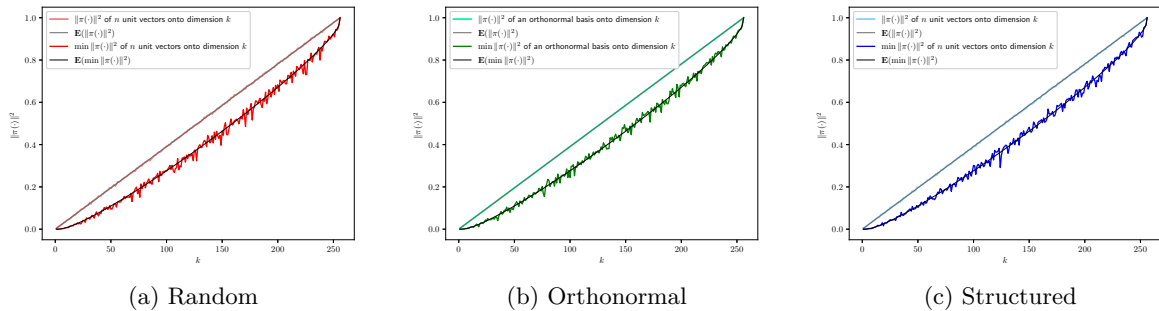 ‖π(·)‖² of n unit vectors onto dimension k
E(‖π(·)‖²)
min ‖π(·)‖² of n unit vectors onto dimension k
E(min ‖π(·)‖²)
1.0
0.8
0.6
0.4
0.2
0.0
‖π(·)‖²
0 50 100 150 200 250
k
(a) Random
‖π(·)‖² of an orthonormal basis onto dimension k
E(‖π(·)‖²)
min ‖π(·)‖² of an orthonormal basis onto dimension k
E(min ‖π(·)‖²)
1.0
0.8
0.6
0.4
0.2
0.0
‖π(·)‖²
0 50 100 150 200 250
k
(b) Orthonormal
‖π(·)‖² of n unit vectors onto dimension k
E(‖π(·)‖²)
min ‖π(·)‖² of n unit vectors onto dimension k
E(min ‖π(·)‖²)
1.0
0.8
0.6
0.4
0.2
0.0
‖π(·)‖²
0 50 100 150 200 250
k
(c) Structured